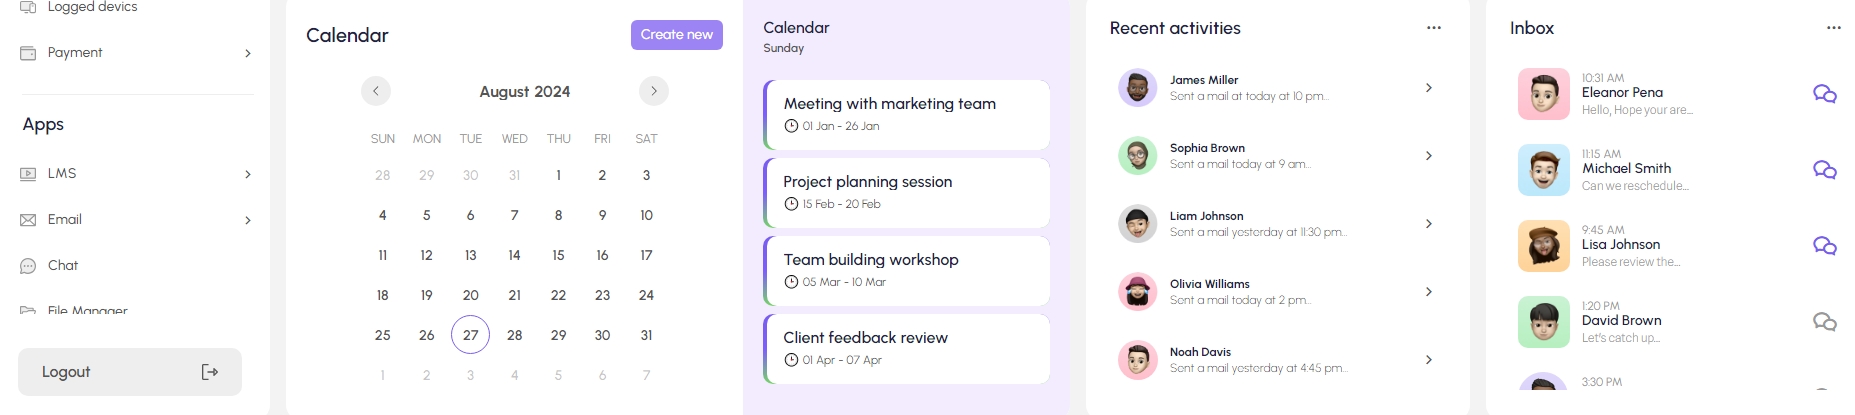 Logged devics
Payment
Apps
LMS
Email
Chat
File Manager
Logout
Calendar
Create new
August 2024
SUN MON TUE WED THU FRI SAT
28 29 30 31 1 2 3
4 5 6 7 8 9 10
11 12 13 14 15 16 17
18 19 20 21 22 23 24
25 26 27 28 29 30 31
1 2 3 4 5 6 7
Calendar
Sunday
Meeting with marketing team
01 Jan - 26 Jan
Project planning session
15 Feb - 20 Feb
Team building workshop
05 Mar - 10 Mar
Client feedback review
01 Apr - 07 Apr
Recent activities
James Miller
Sent a mail at today at 10 pm...
Sophia Brown
Sent a mail today at 9 am...
Liam Johnson
Sent a mail yesterday at 11:30 pm...
Olivia Williams
Sent a mail today at 2 pm...
Noah Davis
Sent a mail yesterday at 4:45 pm...
Inbox
10:31 AM
Eleanor Pena
Hello, Hope your are...
11:15 AM
Michael Smith
Can we reschedule...
9:45 AM
Lisa Johnson
Please review the...
1:20 PM
David Brown
Let's catch up...
3:30 PM